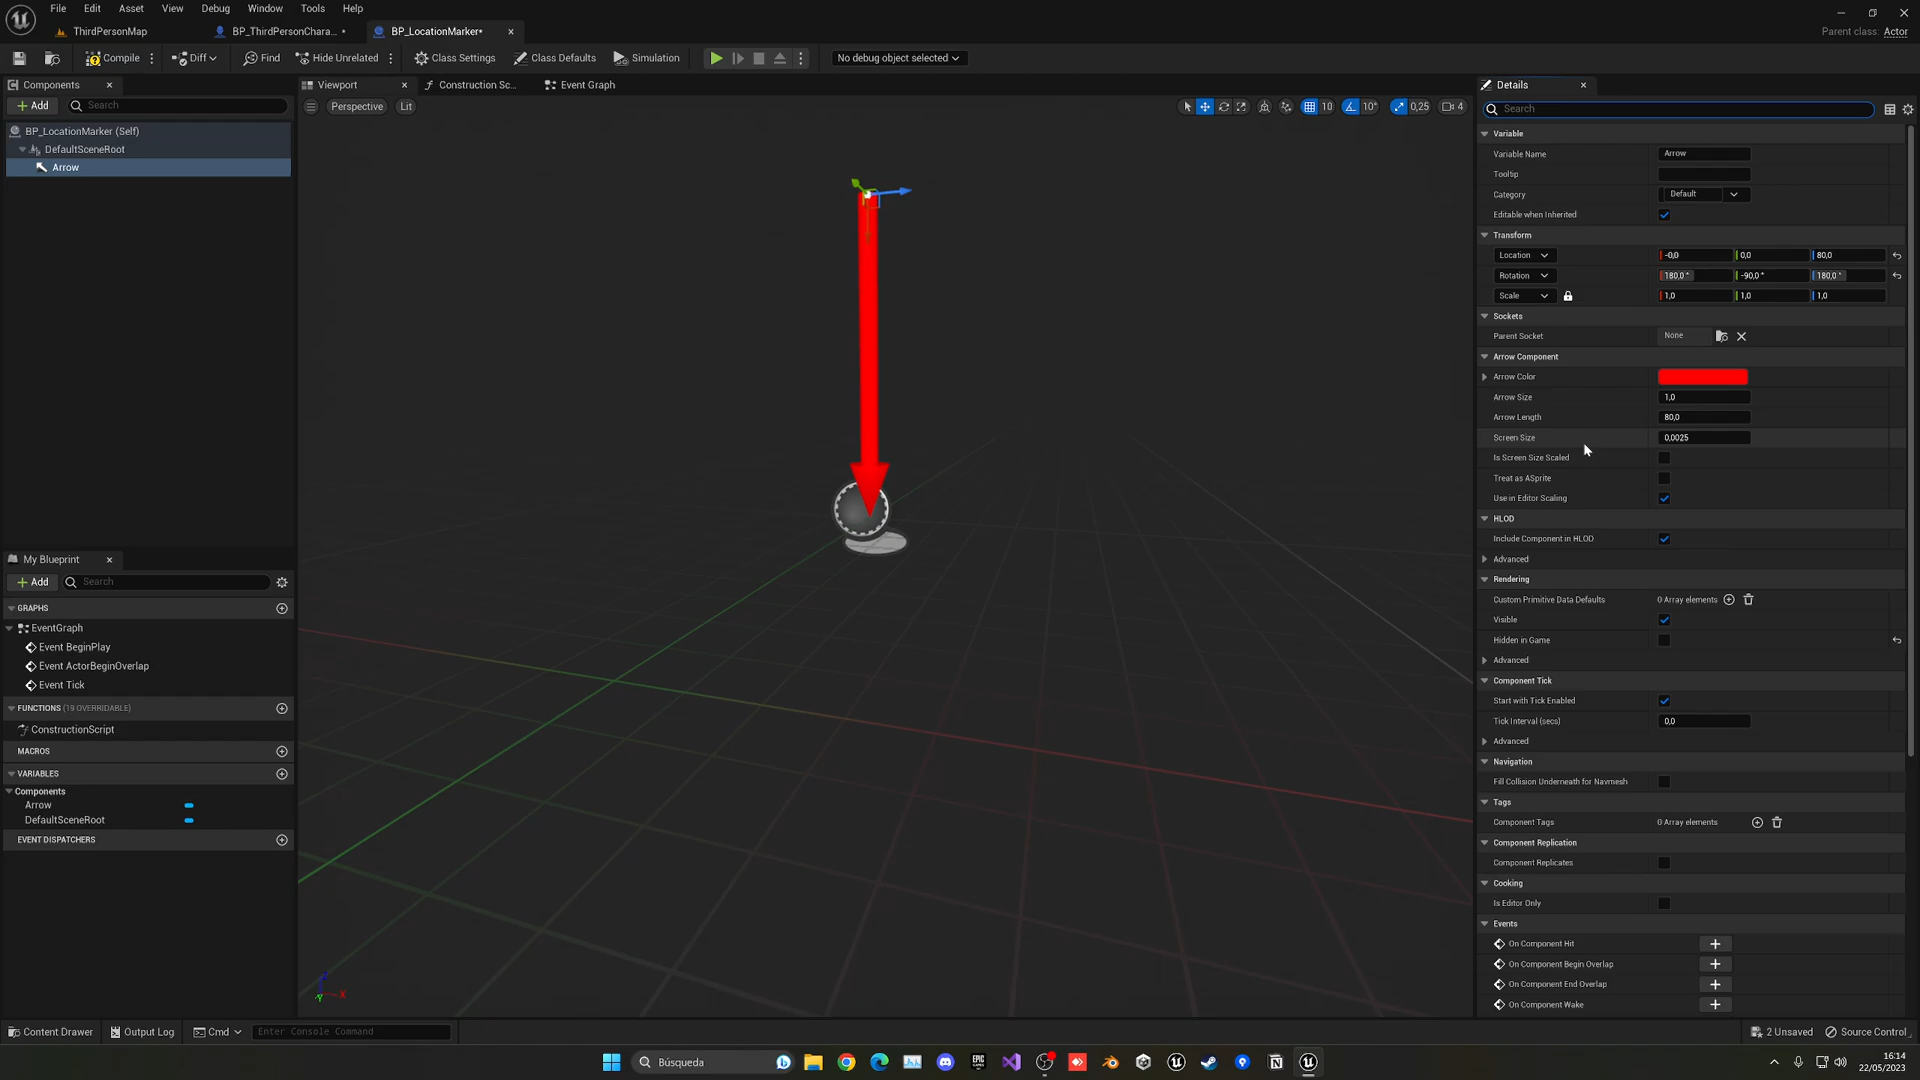 File Edit Asset View Debug Window Tools Help
ThirdPersonMap BP_ThirdPersonChara... • BP_LocationMarker*
Parent class: Actor
Compile Diff Find Hide Unrelated Class Settings Class Defaults Simulation No debug object selected
Components
Add Search
BP_LocationMarker (Self)
DefaultSceneRoot
Arrow
Viewport Construction Sc... Event Graph
Perspective Lit 10 10° 0,25 4
X
My Blueprint
Add Search
GRAPHS
EventGraph
Event BeginPlay
Event ActorBeginOverlap
Event Tick
FUNCTIONS (19 OVERRIDABLE)
ConstructionScript
MACROS
VARIABLES
Components
Arrow
DefaultSceneRoot
EVENT DISPATCHERS
Details
Search
Variable
Variable Name Arrow
Tooltip
Category Default
Editable when Inherited
Transform
Location -0,0 0,0 80,0
Rotation 180,0 ° -90,0 ° 180,0 °
Scale 1,0 1,0 1,0
Sockets
Parent Socket None
Arrow Component
Arrow Color
Arrow Size 1,0
Arrow Length 80,0
Screen Size 0,0025
Is Screen Size Scaled
Treat as ASprite
Use in Editor Scaling
HLOD
Include Component in HLOD
Advanced
Rendering
Custom Primitive Data Defaults 0 Array elements
Visible
Hidden in Game
Advanced
Component Tick
Start with Tick Enabled
Tick Interval (secs) 0,0
Advanced
Navigation
Fill Collision Underneath for Navmesh
Tags
Component Tags 0 Array elements
Component Replication
Component Replicates
Cooking
Is Editor Only
Events
On Component Hit
On Component Begin Overlap
On Component End Overlap
On Component Wake
Content Drawer Output Log Cmd Enter Console Command 2 Unsaved Source Control
Búsqueda EPIC GAMES
16:14
22/05/2023